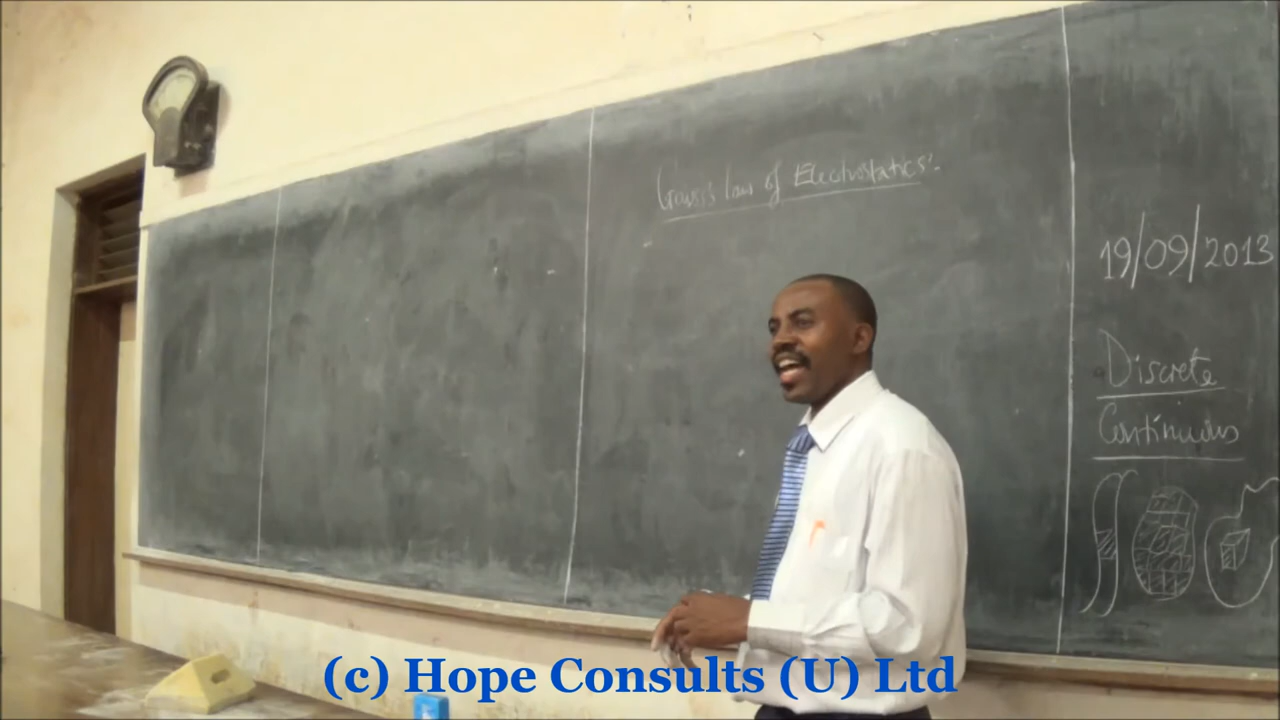 Gauss's law of Electrostatics:
19/09/2013
Discrete
Continuous
(c) Hope Consults (U) Ltd